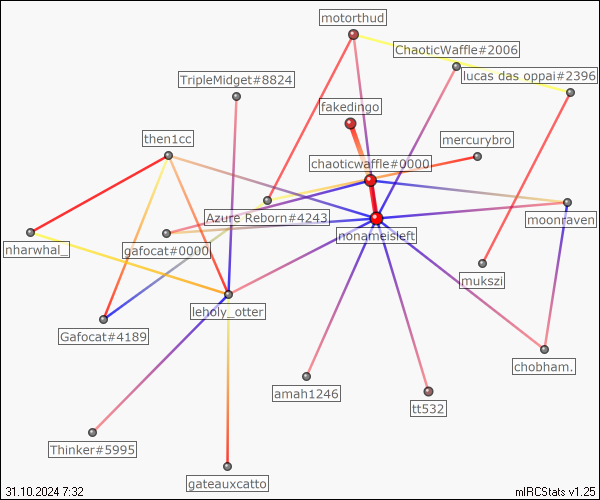 motorthud
ChaoticWaffle#2006
lucas das oppai#2396
TripleMidget#8824
fakedingo
then1cc
mercurybro
chaoticwaffle#0000
Azure Reborn#4243
moonraven
nonameisleft
nharwhal_
gafocat#0000
mukszi
leholy_otter
Gafocat#4189
chobham.
amah1246
tt532
Thinker#5995
gateauxcatto
31.10.2024 7:32
mIRCStats v1.25